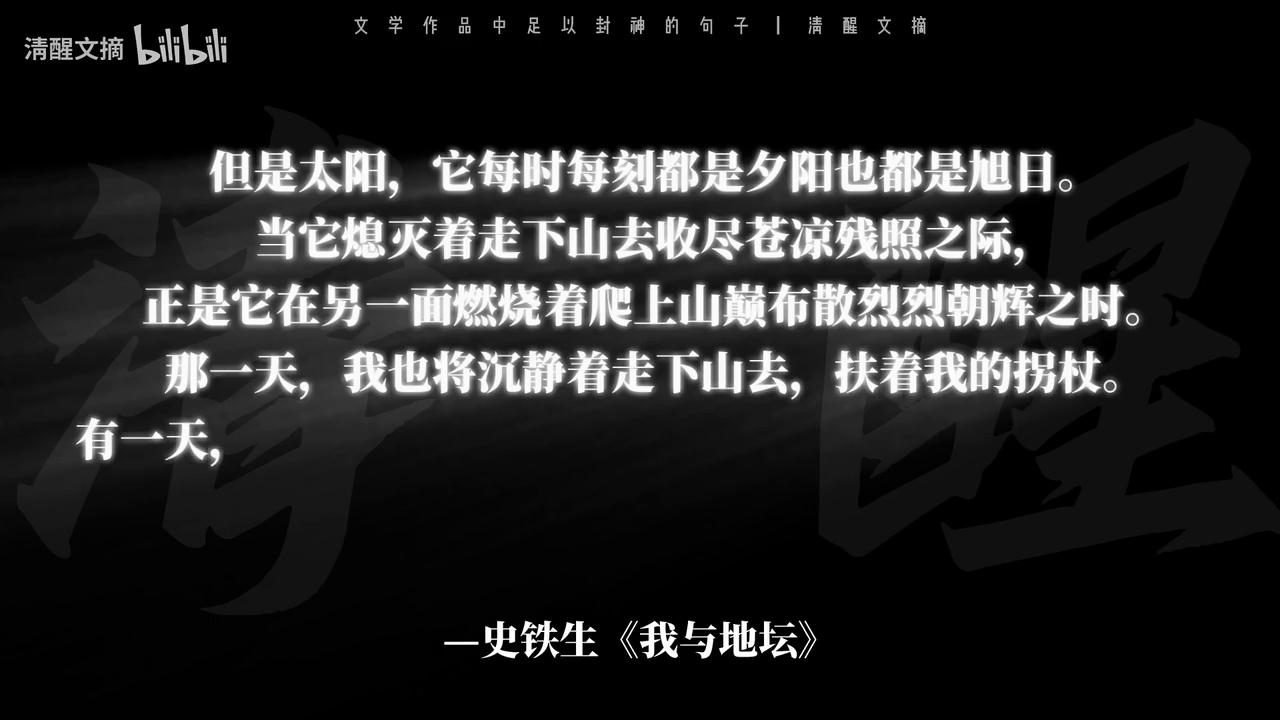 文学作品中足以封神的句子 | 清醒文摘
清醒文摘 bilibili
但是太阳，它每时每刻都是夕阳也都是旭日。
当它熄灭着走下山去收尽苍凉残照之际，
正是它在另一面燃烧着爬上山巅布散烈烈朝辉之时。
那一天，我也将沉静着走下山去，扶着我的拐杖。
有一天，
—史铁生《我与地坛》
清醒